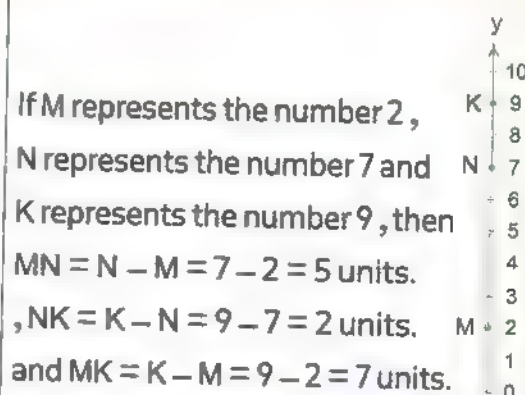 y
10
If M represents the number 2, K 9
8
N represents the number 7 and N 7
6
K represents the number 9, then
5
MN = N – M = 7 – 2 = 5 units. 4
3
, NK = K – N = 9 – 7 = 2 units. M 2
1
and MK = K – M = 9 – 2 = 7 units.
0